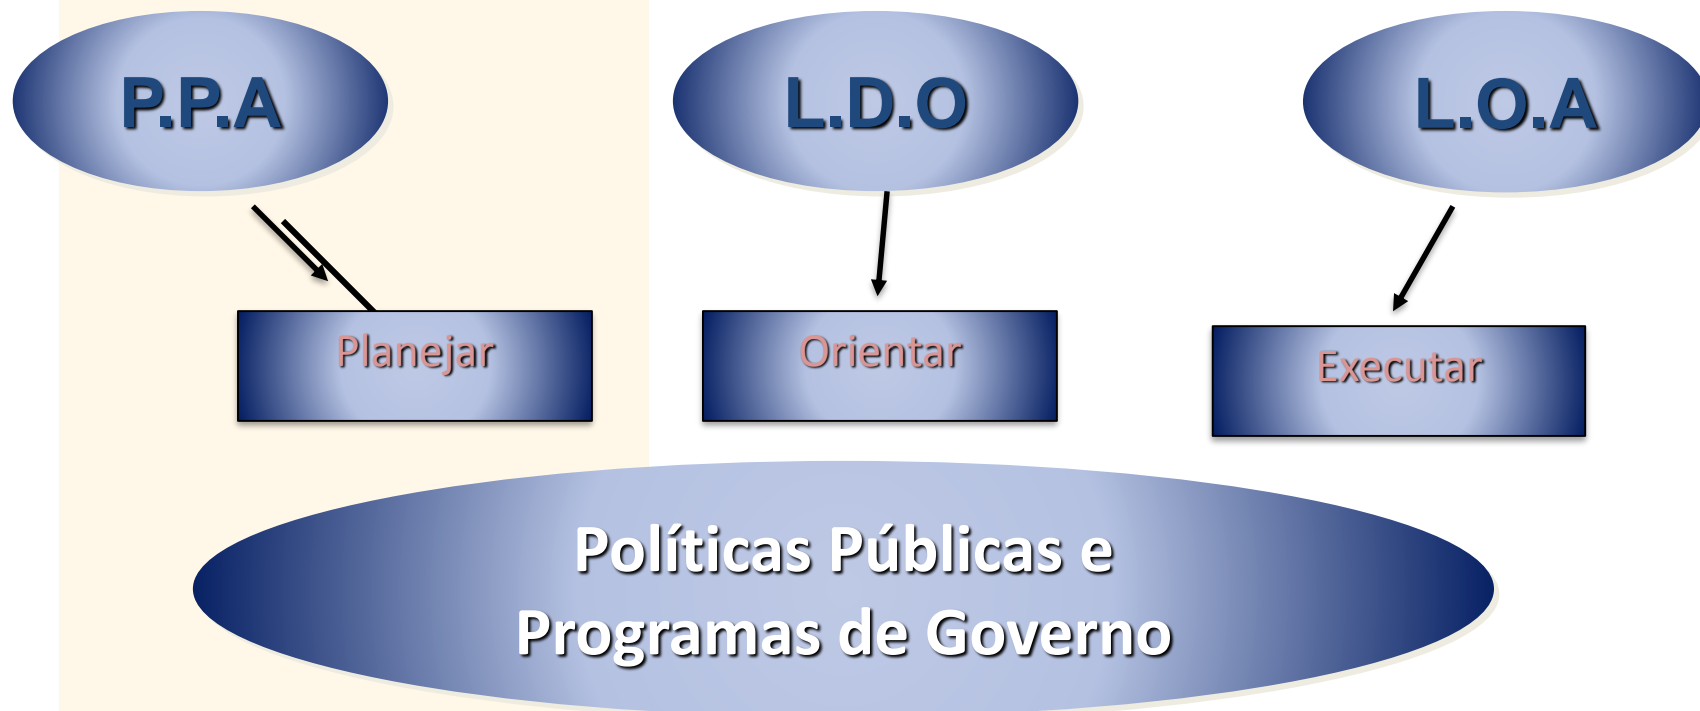 P.P.A
L.D.O
L.O.A
Planejar
Orientar
Executar
Políticas Públicas e
Programas de Governo